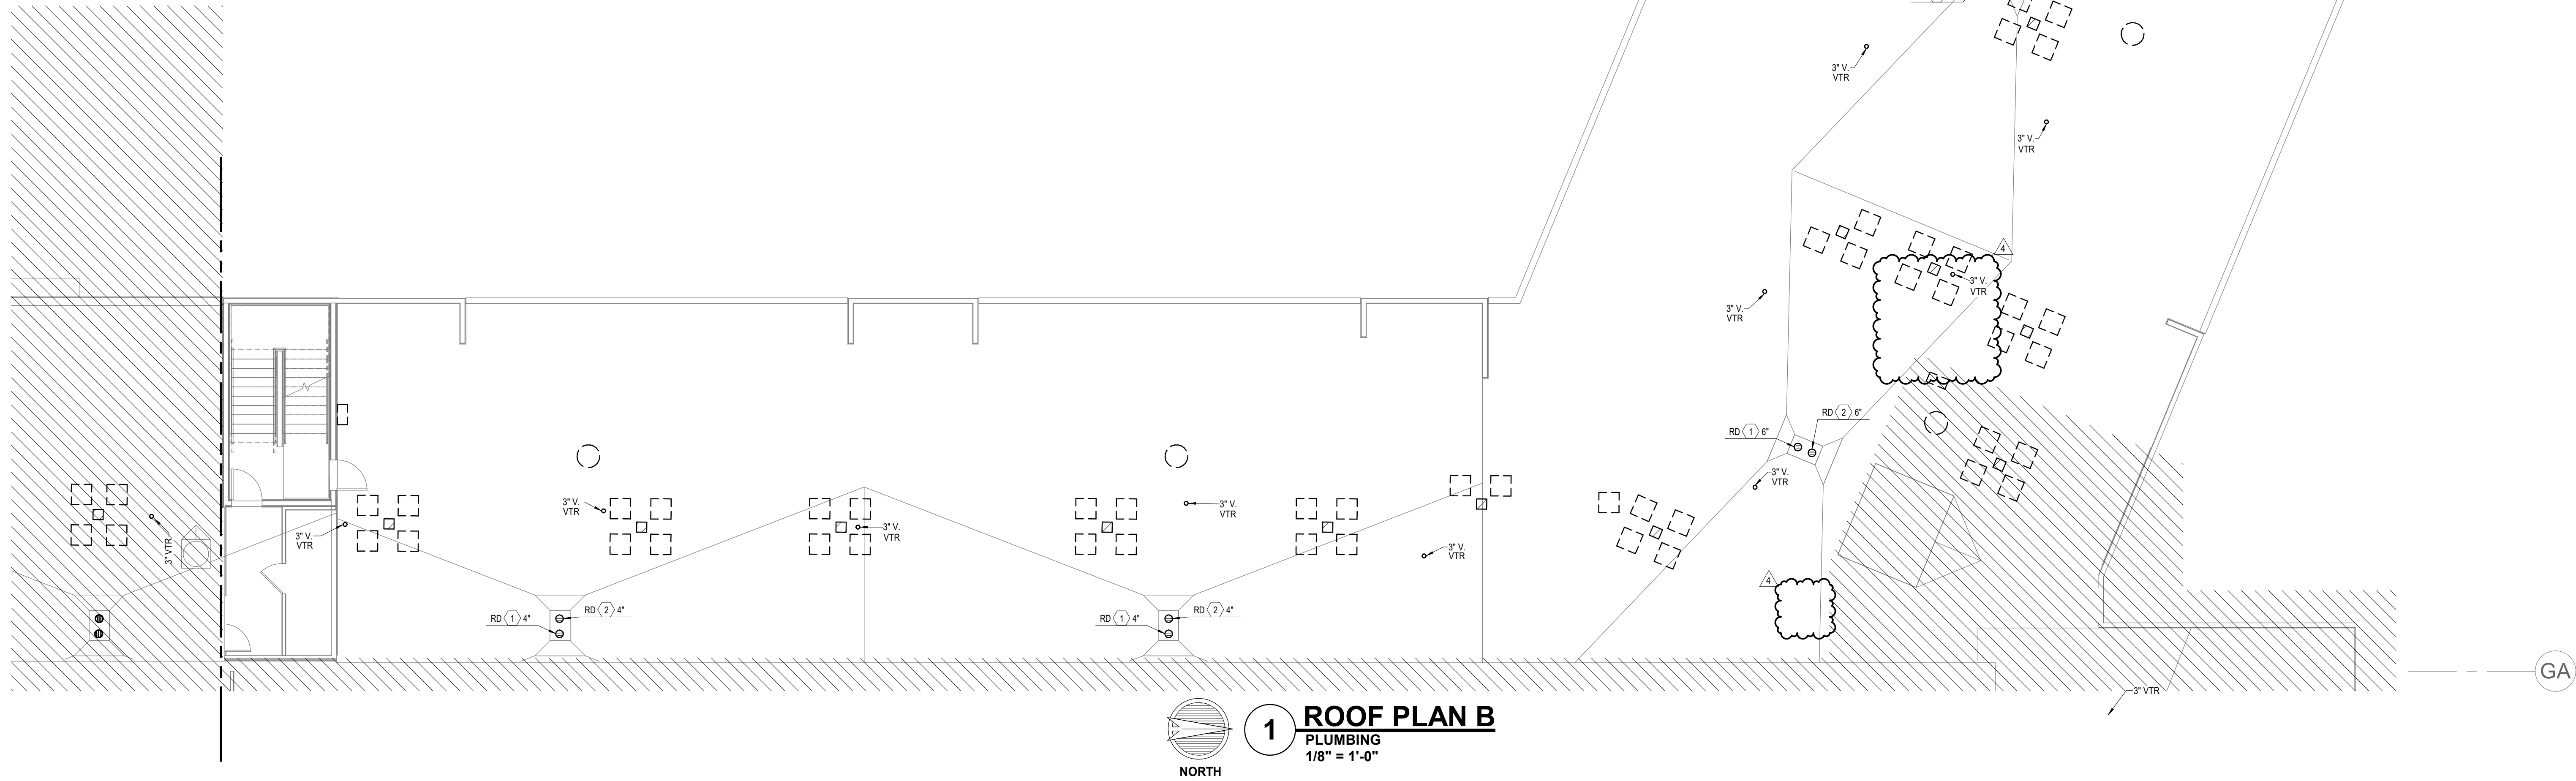 3" V.
VTR
3" V.
VTR
4
3" V.
VTR
3" V.
VTR
RD 2 6"
RD 1 6"
3" V.
VTR
3" V.
VTR
3" V.
VTR
3" V.
VTR
3" V.
VTR
3" V.
VTR
3" VTR
4
RD 1 4"
RD 2 4"
RD 1 4"
RD 2 4"
GA
3" VTR
1
ROOF PLAN B
PLUMBING
1/8" = 1'-0"
NORTH